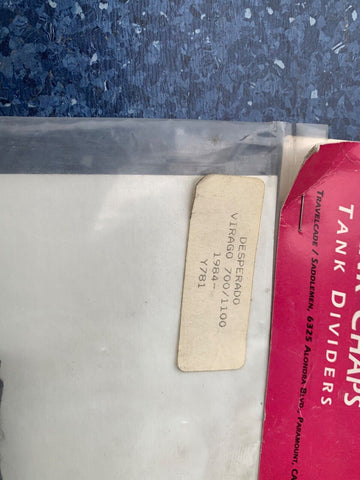 DESPERADO
VIRAGO 700/1100
1984-
Y781
CHAPS
TANK DIVIDERS
TRAVELCADE / SADDLEMEN, 6325 ALONDRA BLVD., PARAMOUNT, CA